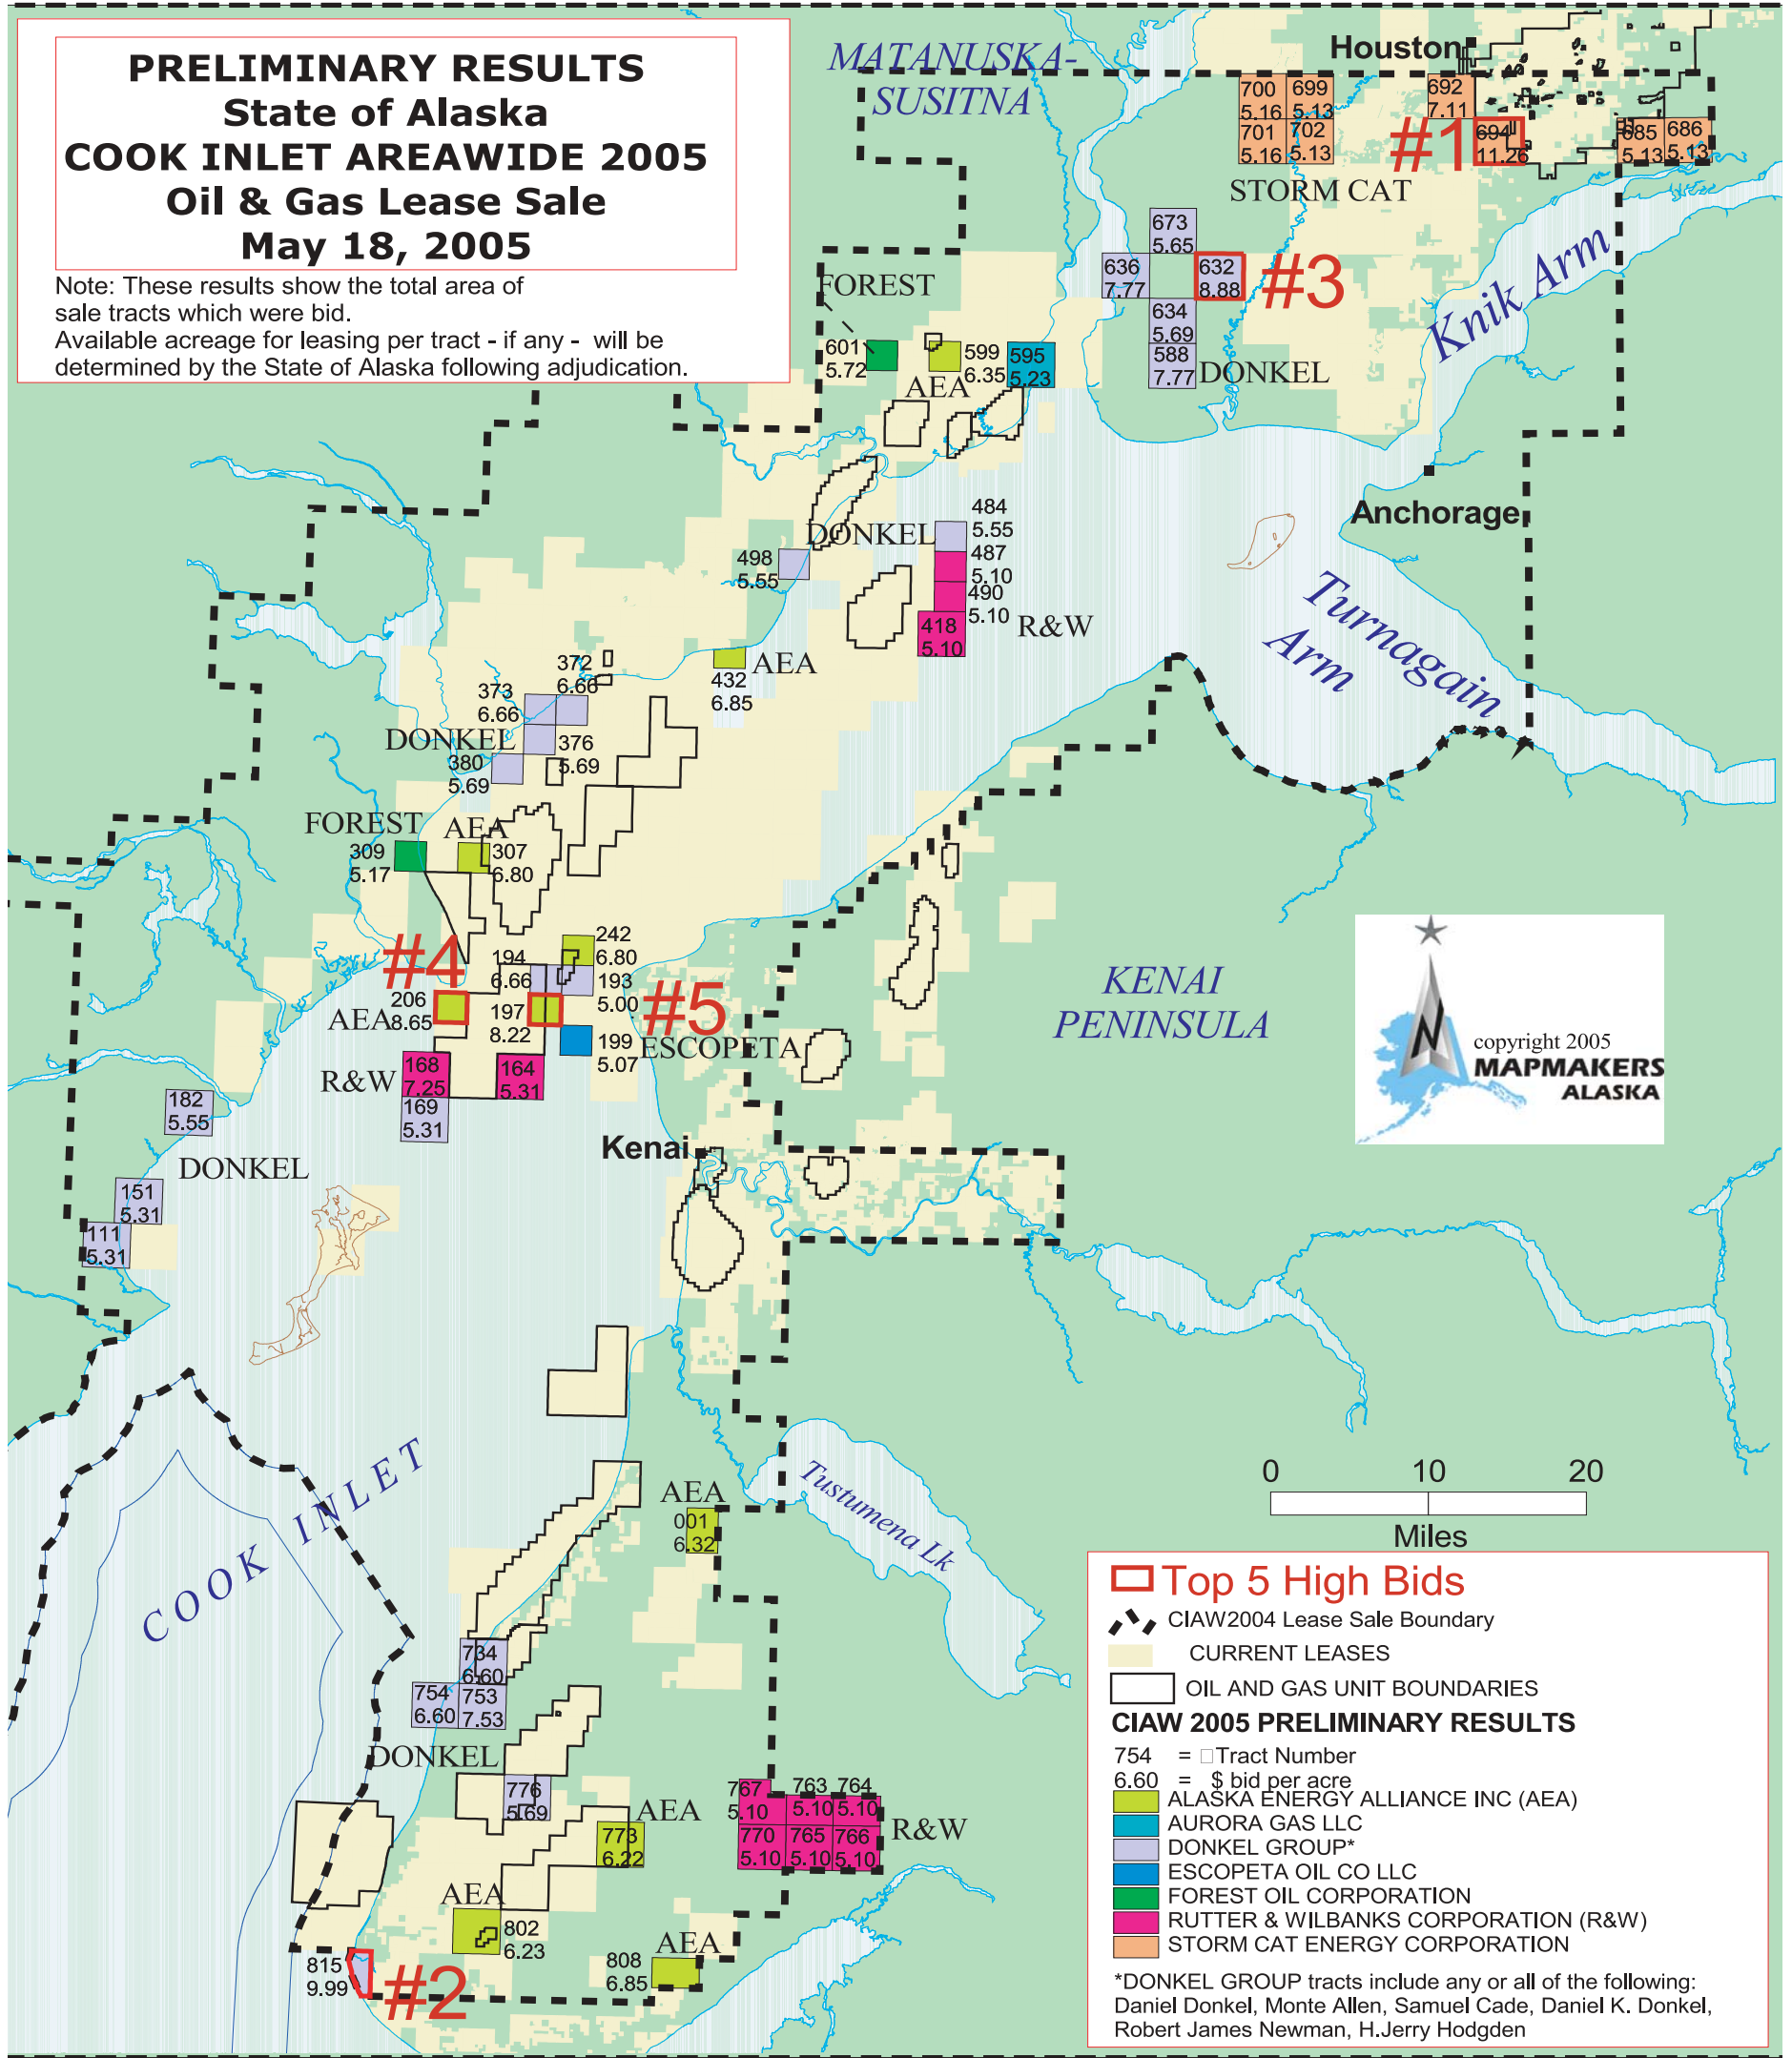 PRELIMINARY RESULTS
State of Alaska
COOK INLET AREAWIDE 2005
Oil & Gas Lease Sale
May 18, 2005
Note: These results show the total area of
sale tracts which were bid.
Available acreage for leasing per tract - if any - will be
determined by the State of Alaska following adjudication.
MATANUSKA-
SUSITNA
Houston
700
5.16
699
5.13
701
5.16
702
5.13
692
7.11
#1
694
11.26
685
5.13
686
5.13
STORM CAT
673
5.65
636
7.77
632
8.88
#3
634
5.69
588
7.77
DONKEL
Knik Arm
FOREST
601
5.72
599
6.35
AEA
595
5.23
Anchorage
Turnagain
Arm
DONKEL
498
5.55
484
5.55
487
5.10
490
5.10
418
5.10
R&W
AEA
432
6.85
372
6.66
373
6.66
DONKEL
376
5.69
380
5.69
FOREST
309
5.17
AEA
307
6.80
#4
242
6.80
194
6.66
193
5.00
#5
206
8.65
AEA
197
8.22
199
5.07
ESCOPETA
R&W
168
7.25
164
5.31
169
5.31
182
5.55
DONKEL
151
5.31
111
5.31
Kenai
KENAI
PENINSULA
copyright 2005
N
MAPMAKERS
ALASKA
COOK INLET
Tustumena Lk
AEA
001
6.32
734
6.60
754
6.60
753
7.53
DONKEL
776
5.69
AEA
773
6.22
767
5.10
763
5.10
764
5.10
770
5.10
765
5.10
766
5.10
R&W
AEA
802
6.23
AEA
808
6.85
815
9.99
#2
0 10 20
Miles
Top 5 High Bids
CIAW2004 Lease Sale Boundary
CURRENT LEASES
OIL AND GAS UNIT BOUNDARIES
CIAW 2005 PRELIMINARY RESULTS
754 = □Tract Number
6.60 = $ bid per acre
ALASKA ENERGY ALLIANCE INC (AEA)
AURORA GAS LLC
DONKEL GROUP*
ESCOPETA OIL CO LLC
FOREST OIL CORPORATION
RUTTER & WILBANKS CORPORATION (R&W)
STORM CAT ENERGY CORPORATION
*DONKEL GROUP tracts include any or all of the following:
Daniel Donkel, Monte Allen, Samuel Cade, Daniel K. Donkel,
Robert James Newman, H.Jerry Hodgden